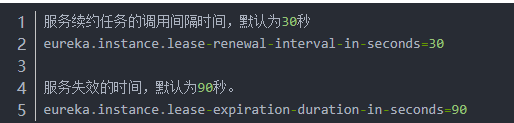 1 服务续约任务的调用间隔时间，默认为30秒
2 eureka.instance.lease-renewal-interval-in-seconds=30
3
4 服务失效的时间，默认为90秒。
5 eureka.instance.lease-expiration-duration-in-seconds=90